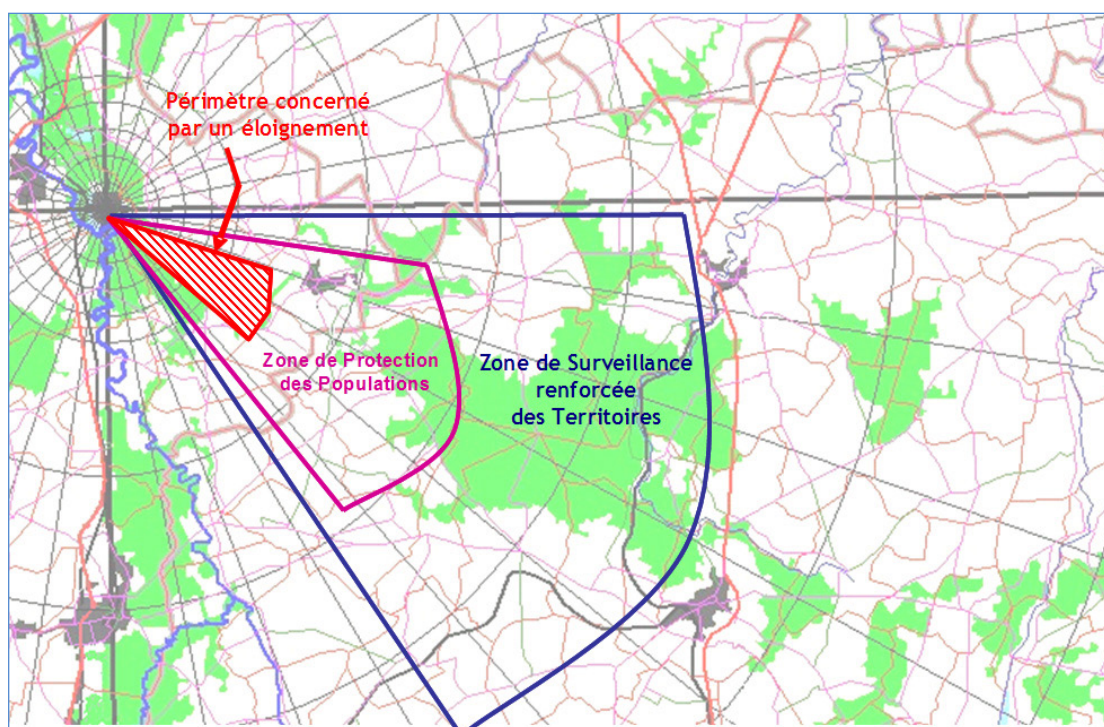 Périmètre concerné
par un éloignement
Zone de Protection
des Populations
Zone de Surveillance
renforcée
des Territoires